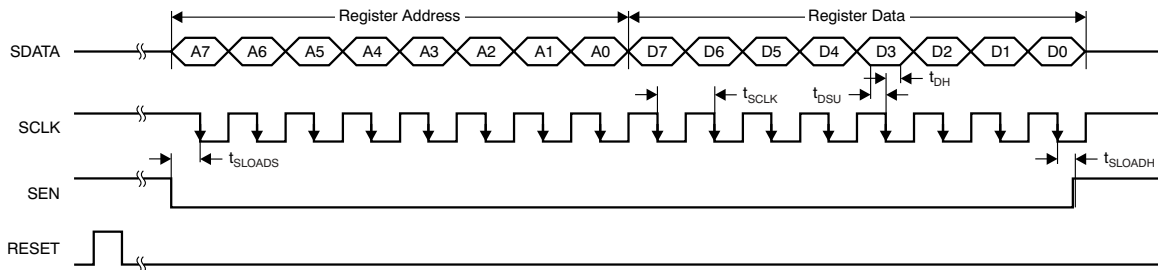 Register Address Register Data
SDATA A7 A6 A5 A4 A3 A2 A1 A0 D7 D6 D5 D4 D3 D2 D1 D0
tDH
tSCLK tDSU
SCLK
tSLOADS tSLOADH
SEN
RESET